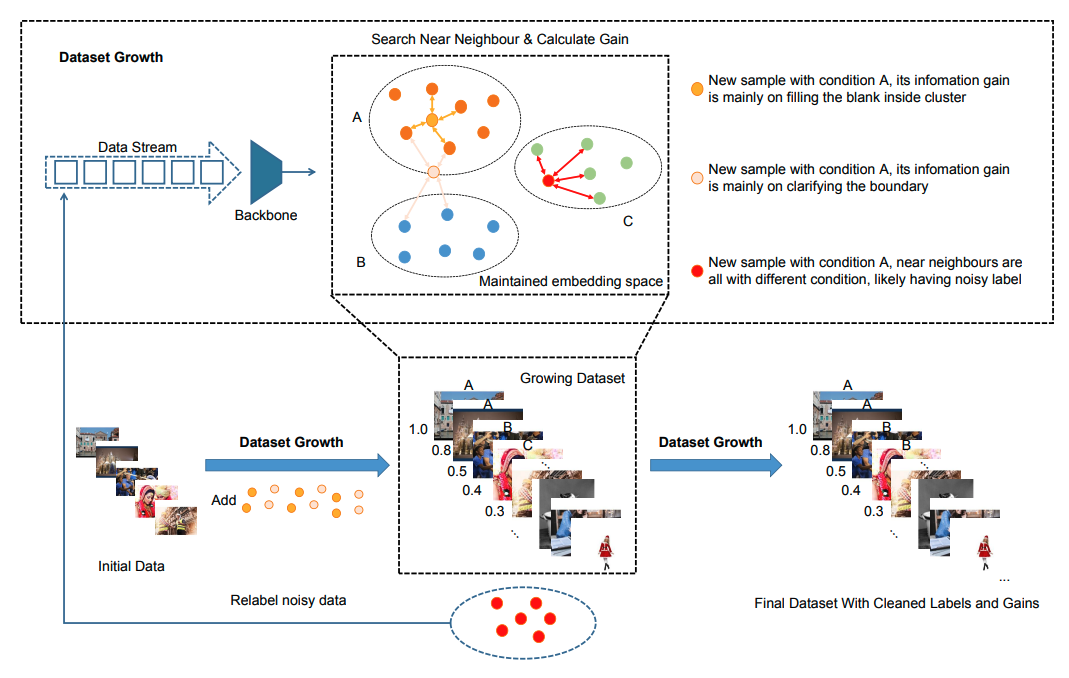 Search Near Neighbour & Calculate Gain
Dataset Growth
A
New sample with condition A, its infomation gain
is mainly on filling the blank inside cluster
Data Stream
New sample with condition A, its infomation gain
is mainly on clarifying the boundary
Backbone
C
B
New sample with condition A, near neighbours are
all with different condition, likely having noisy label
Maintained embedding space
Growing Dataset
A
A
B
C
1.0
0.8
0.5
0.4
0.3
Dataset Growth
Add
Dataset Growth
A
A
B
B
1.0
0.8
0.5
0.4
0.3
...
Initial Data
Relabel noisy data
Final Dataset With Cleaned Labels and Gains